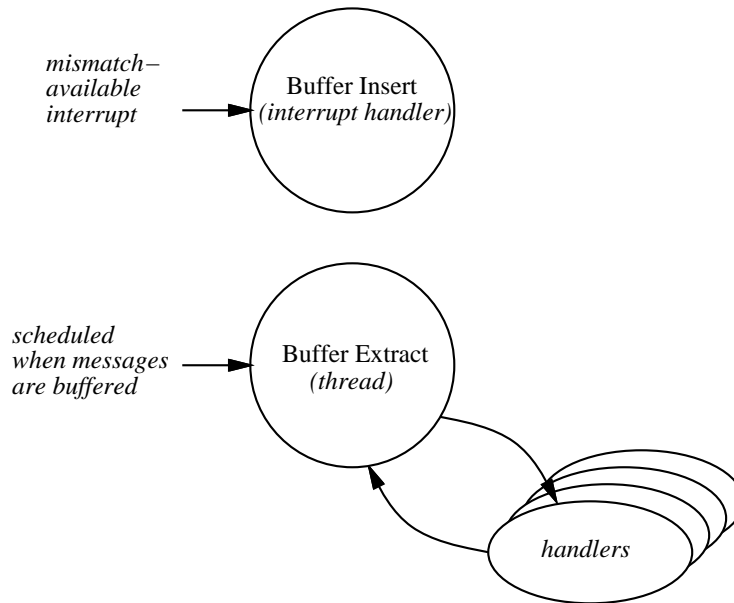 mismatch–
available
interrupt
Buffer Insert
(interrupt handler)
scheduled
when messages
are buffered
Buffer Extract
(thread)
handlers